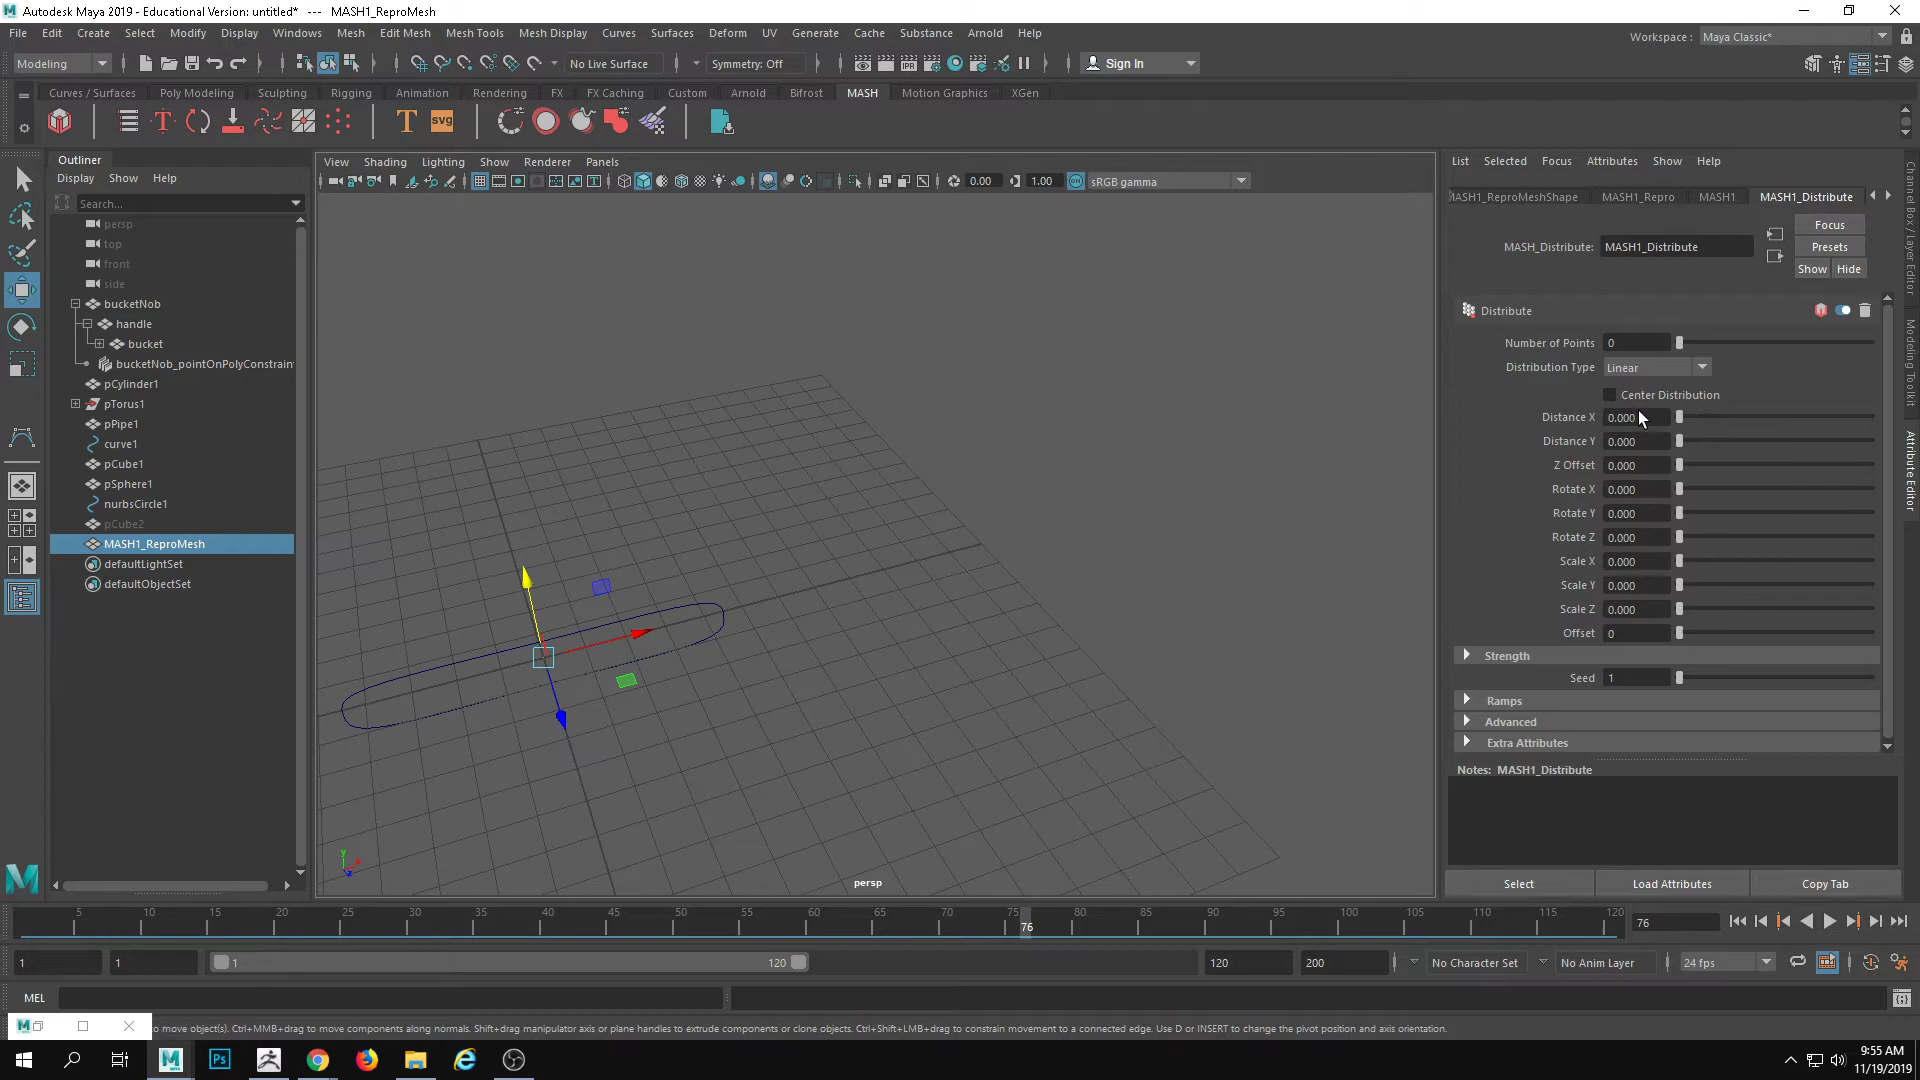 Autodesk Maya 2019 - Educational Version: untitled*   ---   MASH1_ReproMesh
File Edit Create Select Modify Display Windows Mesh Edit Mesh Mesh Tools Mesh Display Curves Surfaces Deform UV Generate Cache Substance Arnold Help
Workspace : Maya Classic*
Modeling No Live Surface Symmetry: Off Sign In
Curves / Surfaces Poly Modeling Sculpting Rigging Animation Rendering FX FX Caching Custom Arnold Bifrost MASH Motion Graphics XGen
T T svg
Outliner
Display Show Help
Search...
persp
top
front
side
bucketNob
handle
bucket
bucketNob_pointOnPolyConstrain
pCylinder1
pTorus1
pPipe1
curve1
pCube1
pSphere1
nurbsCircle1
pCube2
MASH1_ReproMesh
defaultLightSet
defaultObjectSet
View Shading Lighting Show Renderer Panels
0.00 1.00 ON sRGB gamma
persp
List Selected Focus Attributes Show Help
MASH1_ReproMeshShape MASH1_Repro MASH1 MASH1_Distribute
MASH_Distribute: MASH1_Distribute
Focus
Presets
Show Hide
Distribute
Number of Points 0
Distribution Type Linear
Center Distribution
Distance X 0.000
Distance Y 0.000
Z Offset 0.000
Rotate X 0.000
Rotate Y 0.000
Rotate Z 0.000
Scale X 0.000
Scale Y 0.000
Scale Z 0.000
Offset 0
Strength
Seed 1
Ramps
Advanced
Extra Attributes
Notes: MASH1_Distribute
Select Load Attributes Copy Tab
Channel Box / Layer Editor
Modeling Toolkit
Attribute Editor
5 10 15 20 25 30 35 40 45 50 55 60 65 70 75 80 85 90 95 100 105 110 115 120
76 76
1 1 1 120 120 200 No Character Set No Anim Layer 24 fps
MEL
to move object(s). Ctrl+MMB+drag to move components along normals. Shift+drag manipulator axis or plane handles to extrude components or clone objects. Ctrl+Shift+LMB+drag to constrain movement to a connected edge. Use D or INSERT to change the pivot position and axis orientation.
9:55 AM
11/19/2019